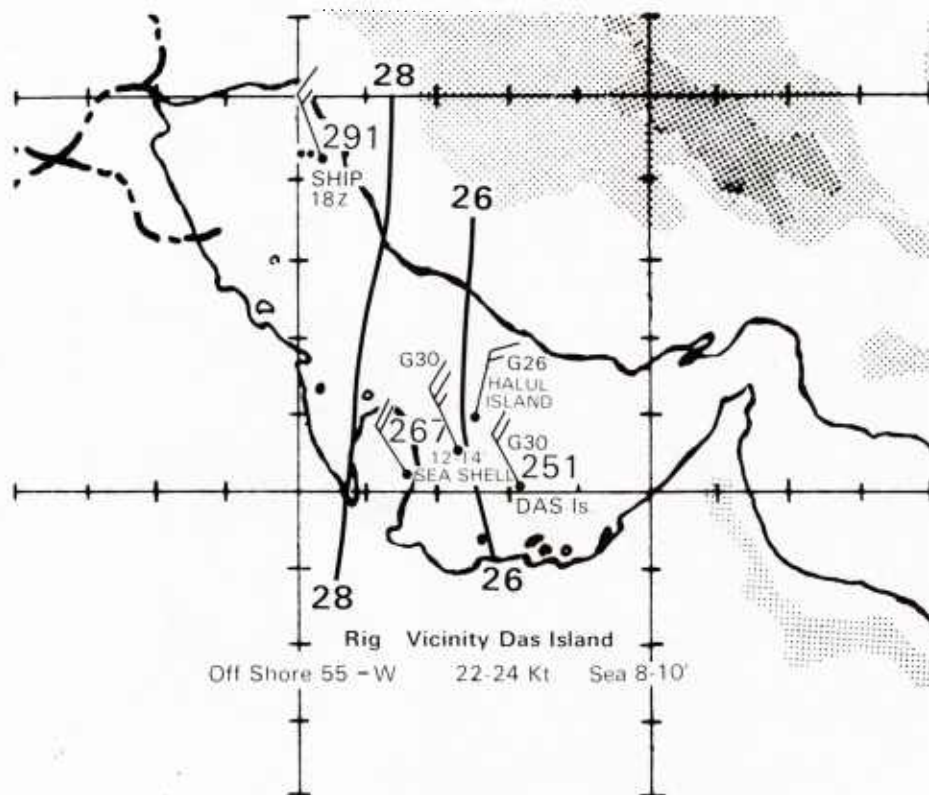 28
291
SHIP
18Z
26
G30
G26
HALUL
ISLAND
267
12-14
SEA SHELL
G30
251
DAS Is.
28
26
Rig Vicinity Das Island
Off Shore 55 - W 22-24 Kt Sea 8-10'